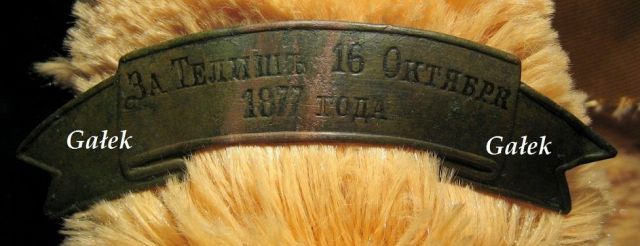 За Телишъ 16 Октября
1877 года
Gałek
Gałek